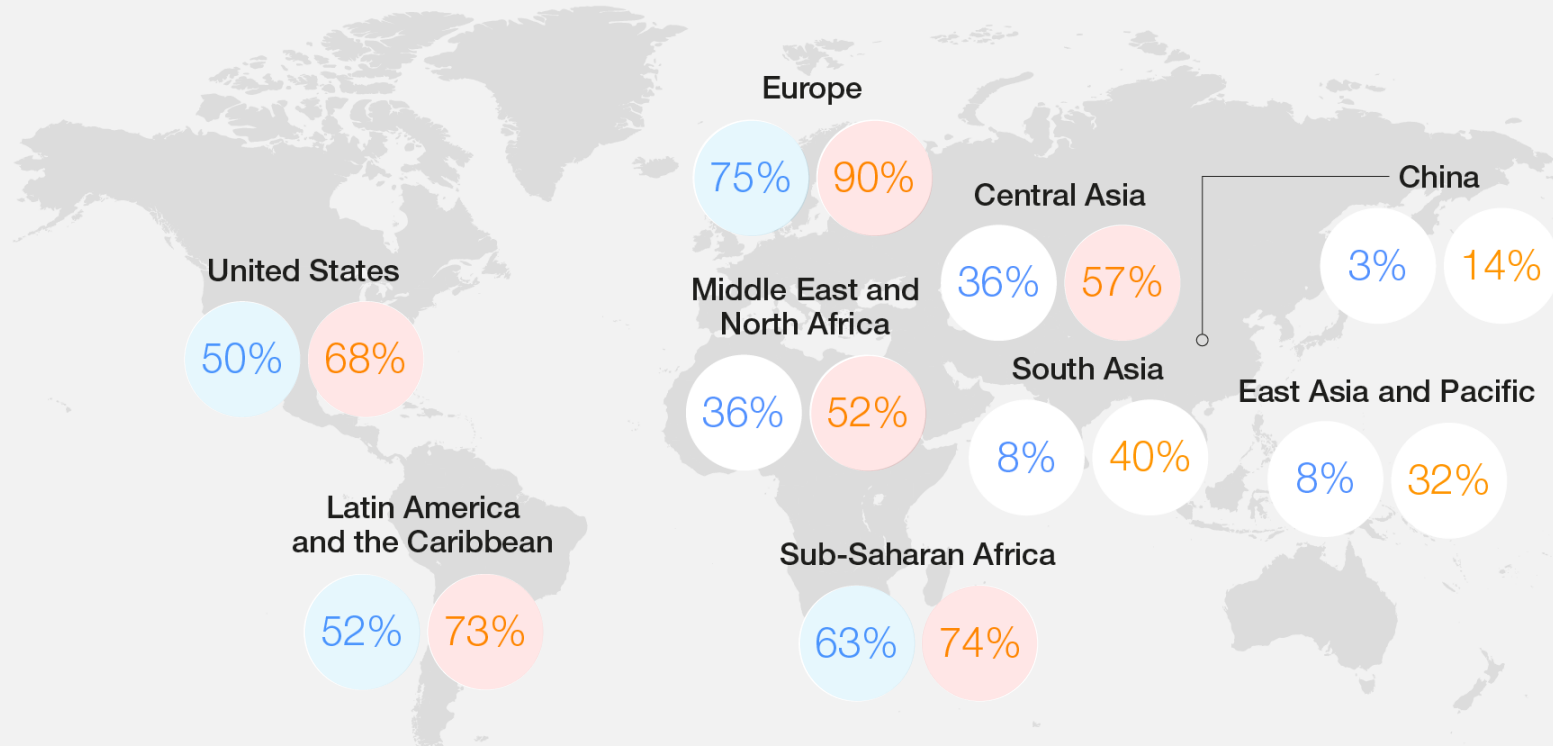 Europe
75% 90%
China
3% 14%
Central Asia
36% 57%
United States
50% 68%
Middle East and
North Africa
36% 52%
South Asia
8% 40%
East Asia and Pacific
8% 32%
Latin America
and the Caribbean
52% 73%
Sub-Saharan Africa
63% 74%